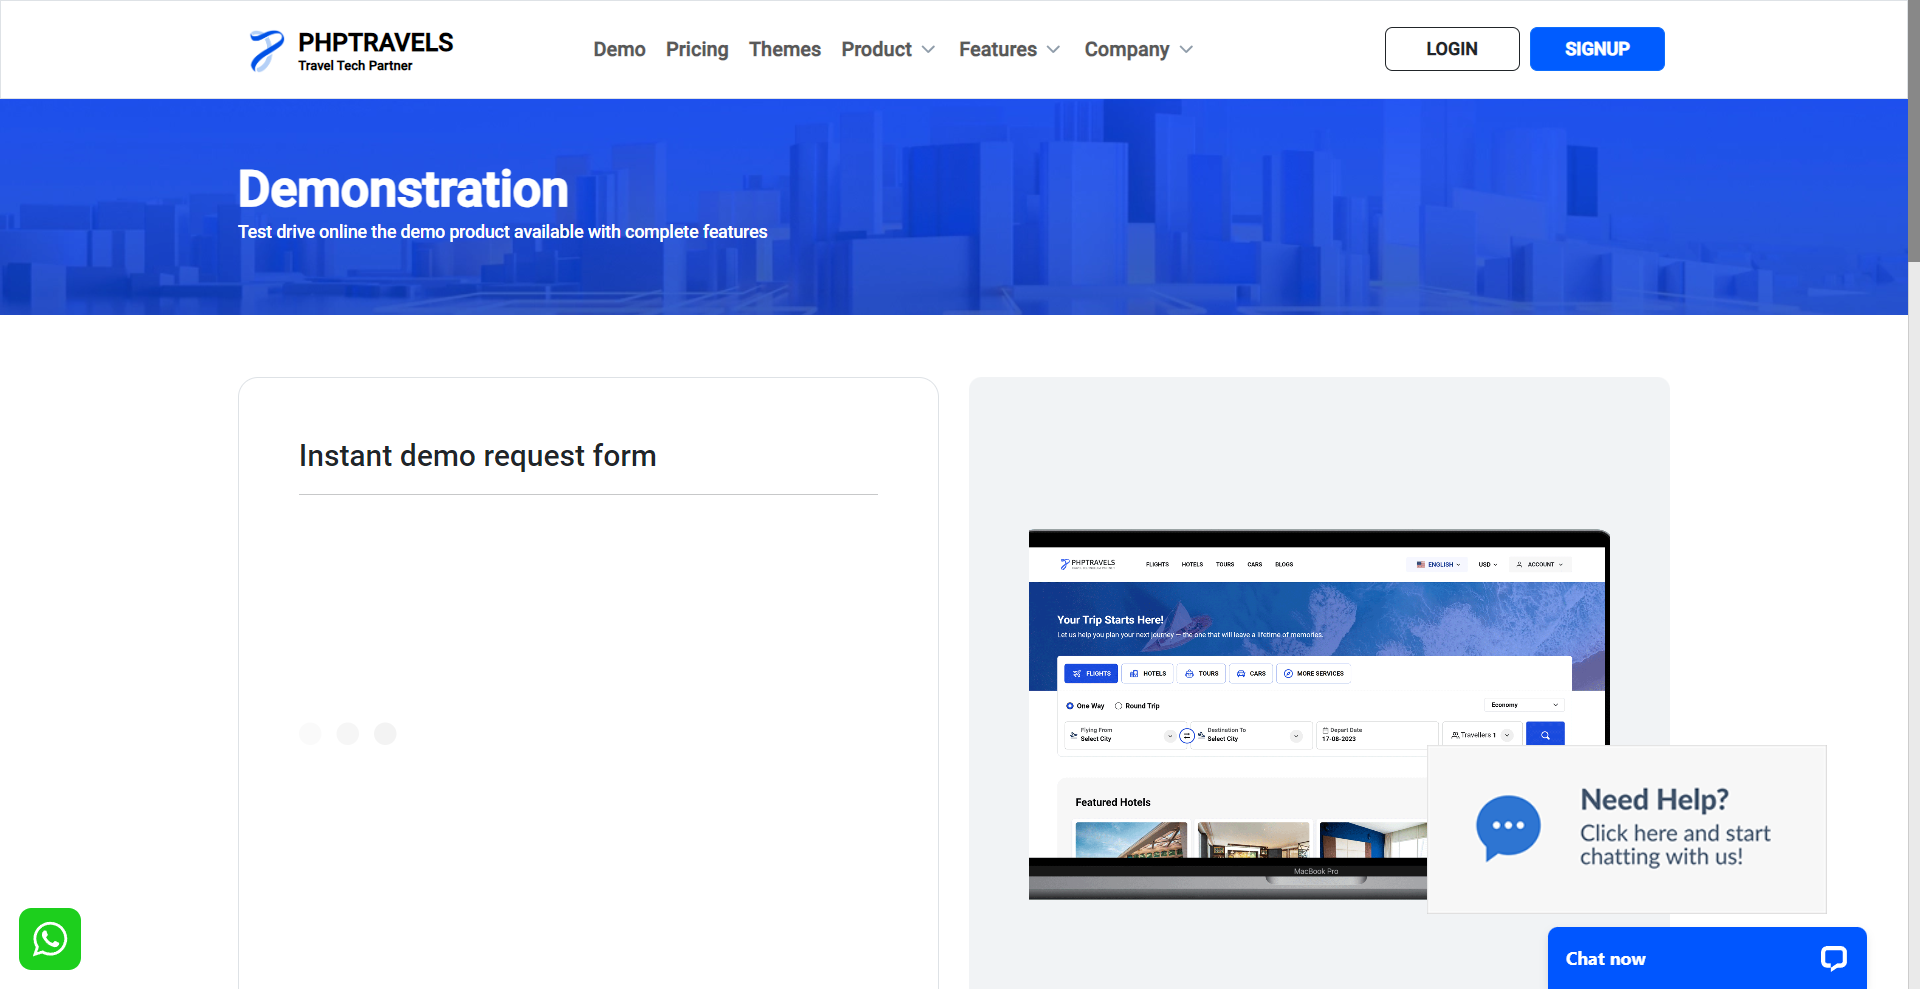 PHPTRAVELS
Travel Tech Partner
Demo Pricing Themes Product Features Company
LOGIN SIGNUP
Demonstration
Test drive online the demo product available with complete features
Instant demo request form
PHPTRAVELS
FLIGHTS HOTELS TOURS CARS BLOGS
ENGLISH USD ACCOUNT
Your Trip Starts Here!
Let us help you plan your next journey — the one that will leave a lifetime of memories.
FLIGHTS HOTELS TOURS CARS MORE SERVICES
One Way Round Trip
Economy
Flying From
Select City
Destination To
Select City
Depart Date
17-08-2023
Travellers 1
Featured Hotels
MacBook Pro
Need Help?
Click here and start
chatting with us!
Chat now